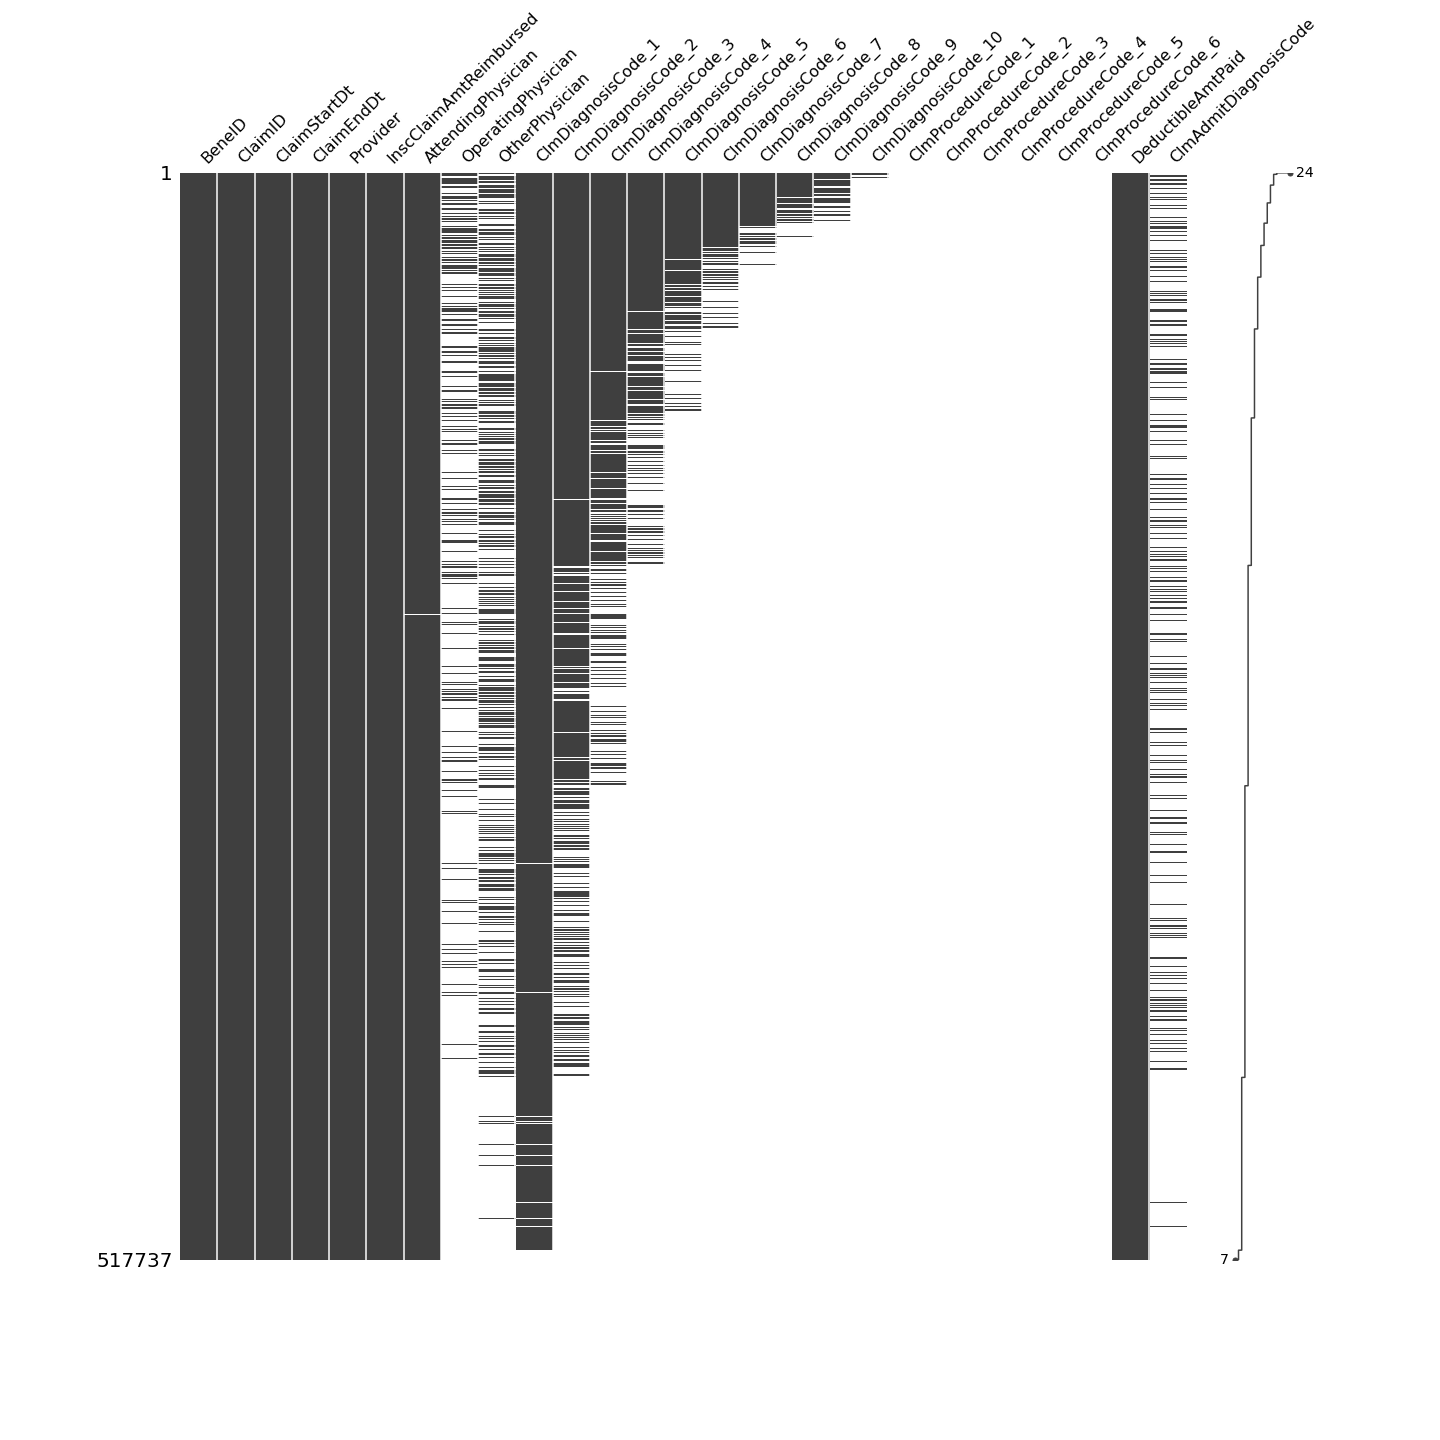 BeneID
ClaimID
ClaimStartDt
ClaimEndDt
Provider
InscClaimAmtReimbursed
AttendingPhysician
OperatingPhysician
OtherPhysician
ClmDiagnosisCode_1
ClmDiagnosisCode_2
ClmDiagnosisCode_3
ClmDiagnosisCode_4
ClmDiagnosisCode_5
ClmDiagnosisCode_6
ClmDiagnosisCode_7
ClmDiagnosisCode_8
ClmDiagnosisCode_9
ClmDiagnosisCode_10
ClmProcedureCode_1
ClmProcedureCode_2
ClmProcedureCode_3
ClmProcedureCode_4
ClmProcedureCode_5
ClmProcedureCode_6
DeductibleAmtPaid
ClmAdmitDiagnosisCode
1
24
517737
7